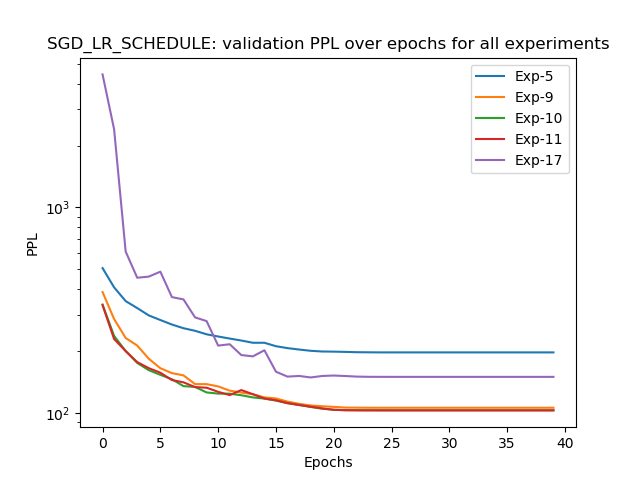 SGD_LR_SCHEDULE: validation PPL over epochs for all experiments
Exp-5
Exp-9
Exp-10
Exp-11
Exp-17
PPL
10³
10²
0 5 10 15 20 25 30 35 40
Epochs